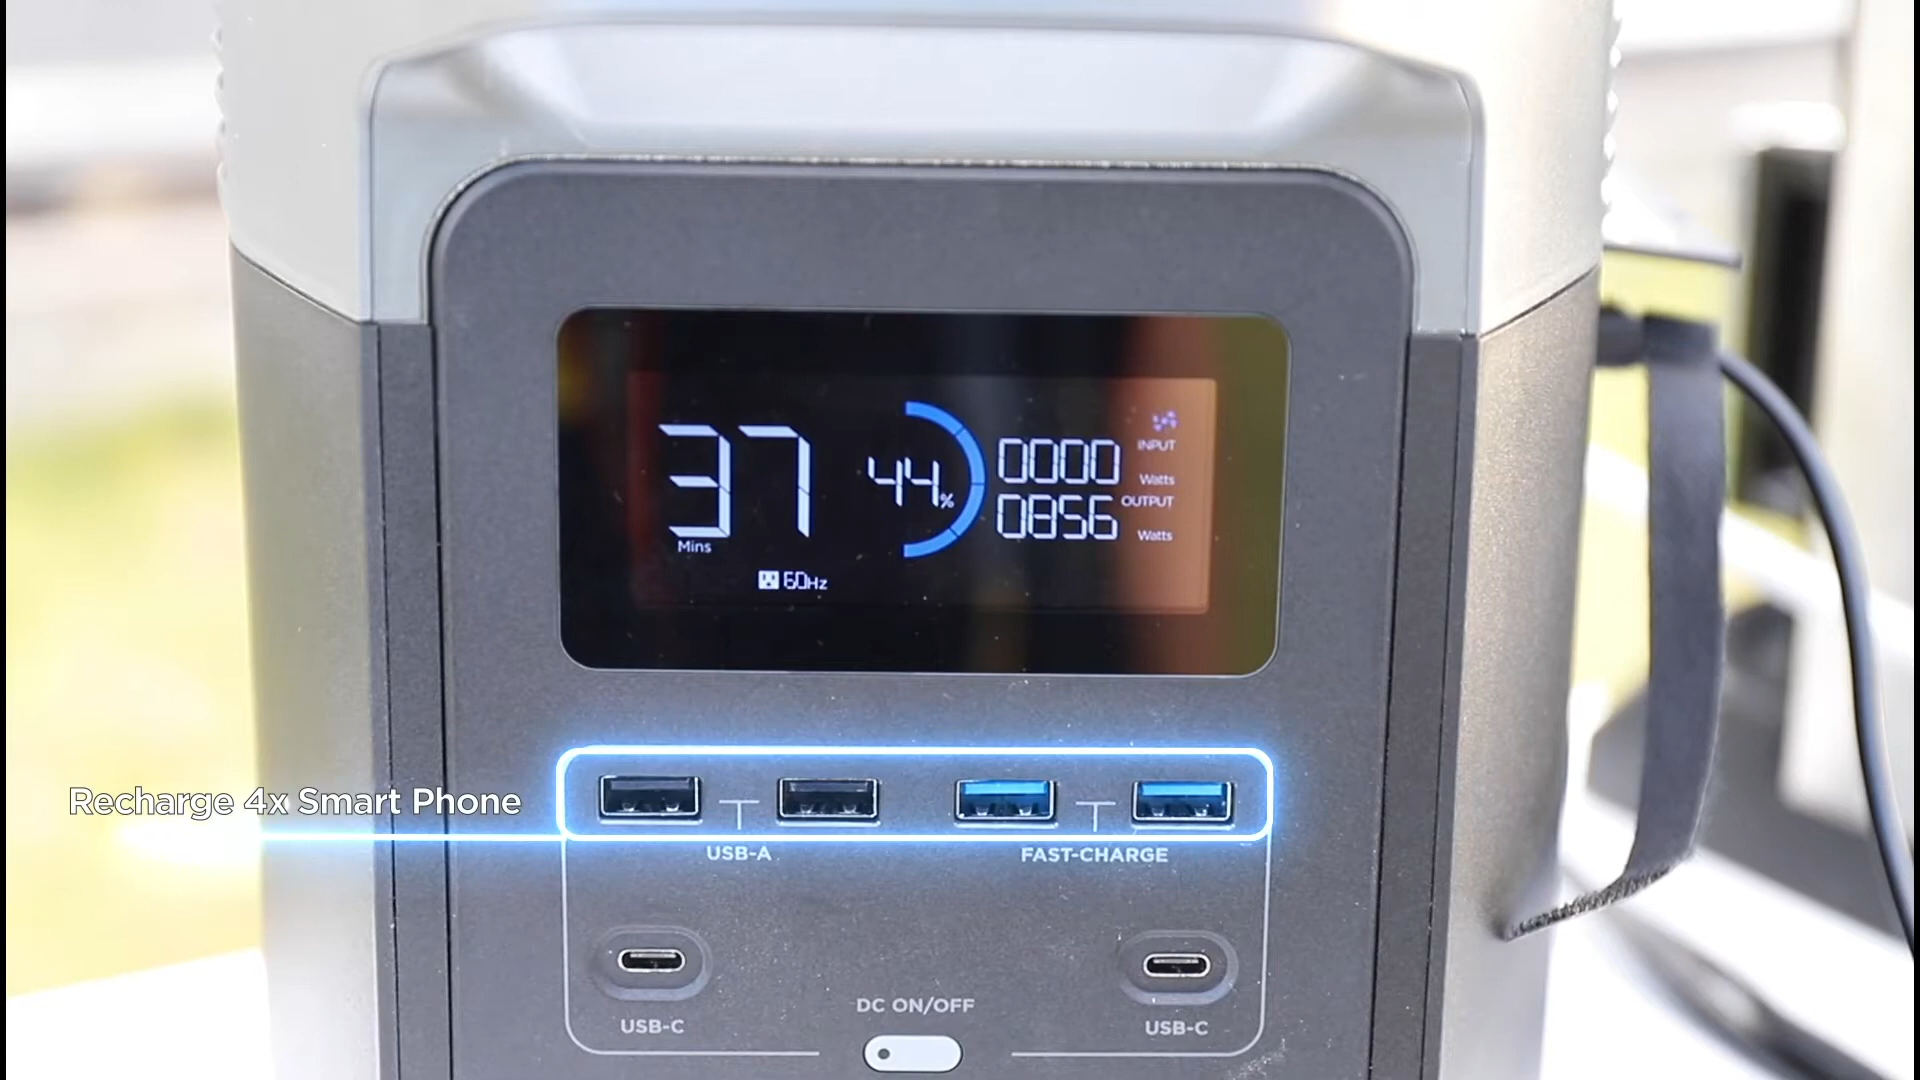 37
Mins
44%
0000
INPUT
Watts
0856
OUTPUT
Watts
60Hz
Recharge 4x Smart Phone
USB-A
FAST-CHARGE
USB-C
DC ON/OFF
USB-C